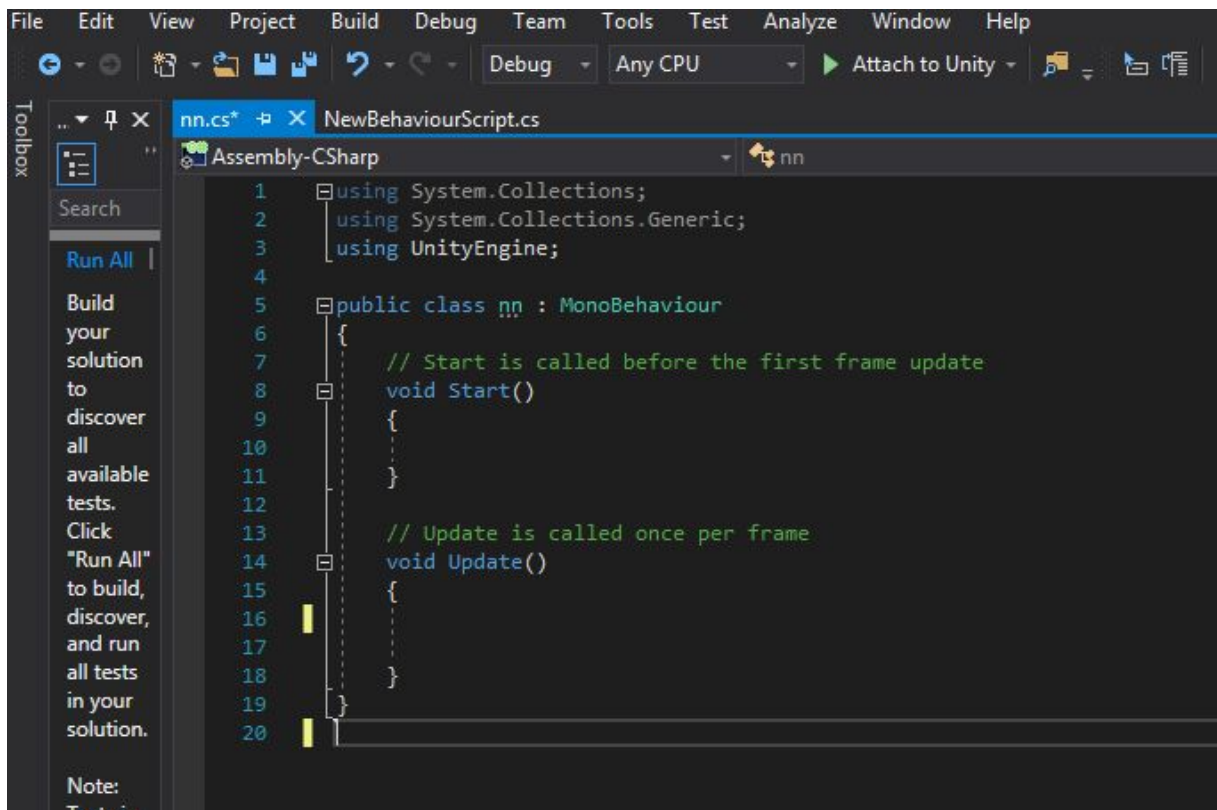 File Edit View Project Build Debug Team Tools Test Analyze Window Help
Debug Any CPU Attach to Unity
Toolbox
...
nn.cs* NewBehaviourScript.cs
Assembly-CSharp nn
Search
Run All
Build
your
solution
to
discover
all
available
tests.
Click
"Run All"
to build,
discover,
and run
all tests
in your
solution.
Note:
1 using System.Collections;
2 using System.Collections.Generic;
3 using UnityEngine;
4
5 public class nn : MonoBehaviour
6 {
7 // Start is called before the first frame update
8 void Start()
9 {
10
11 }
12
13 // Update is called once per frame
14 void Update()
15 {
16
17
18 }
19 }
20